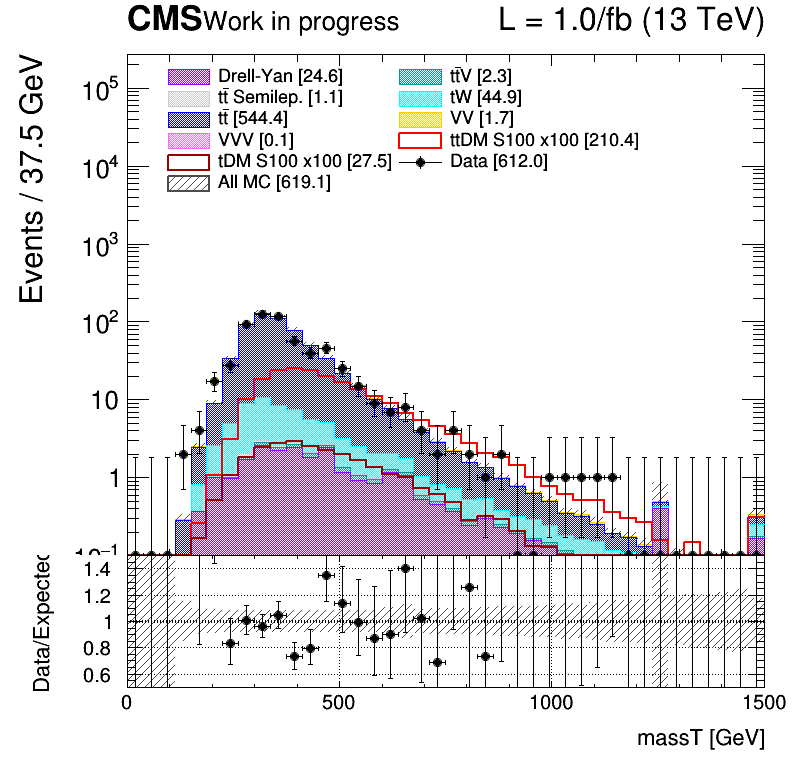 CMS Work in progress L = 1.0/fb (13 TeV)
Events / 37.5 GeV
10⁵
10⁴
10³
10²
10
1
10⁻¹
Drell-Yan [24.6] tt̄V [2.3]
tt̄ Semilep. [1.1] tW [44.9]
tt̄ [544.4] VV [1.7]
VVV [0.1] ttDM S100 x100 [210.4]
tDM S100 x100 [27.5] Data [612.0]
All MC [619.1]
Data/Expected
1.4
1.2
1
0.8
0.6
0 500 1000 1500
massT [GeV]